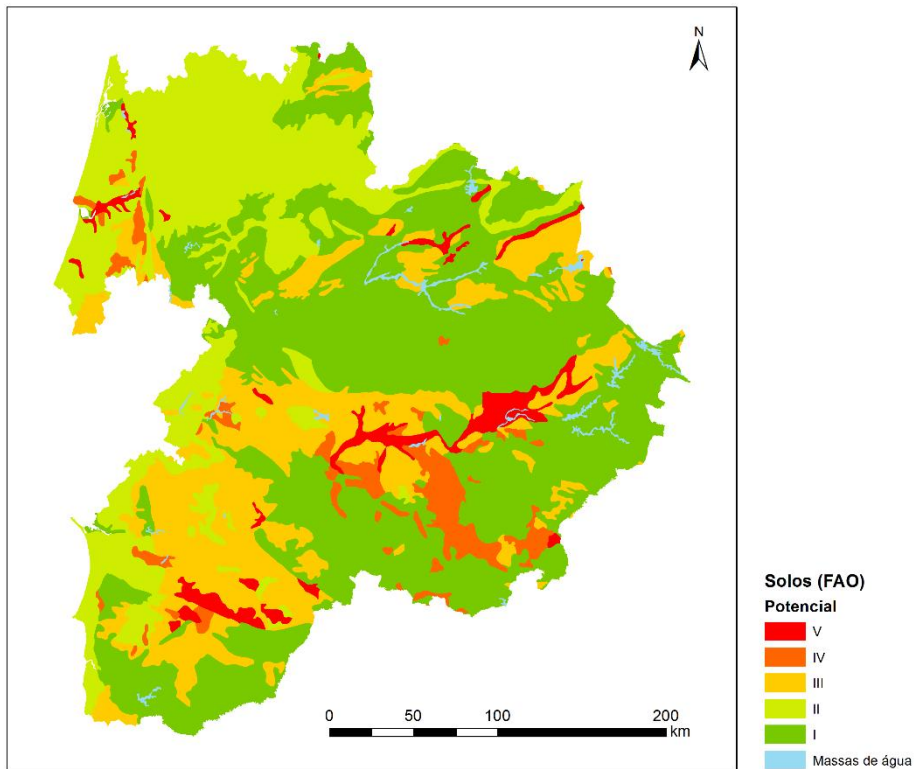 N
Solos (FAO)
Potencial
V
IV
III
II
I
Massas de água
0 50 100 200
km